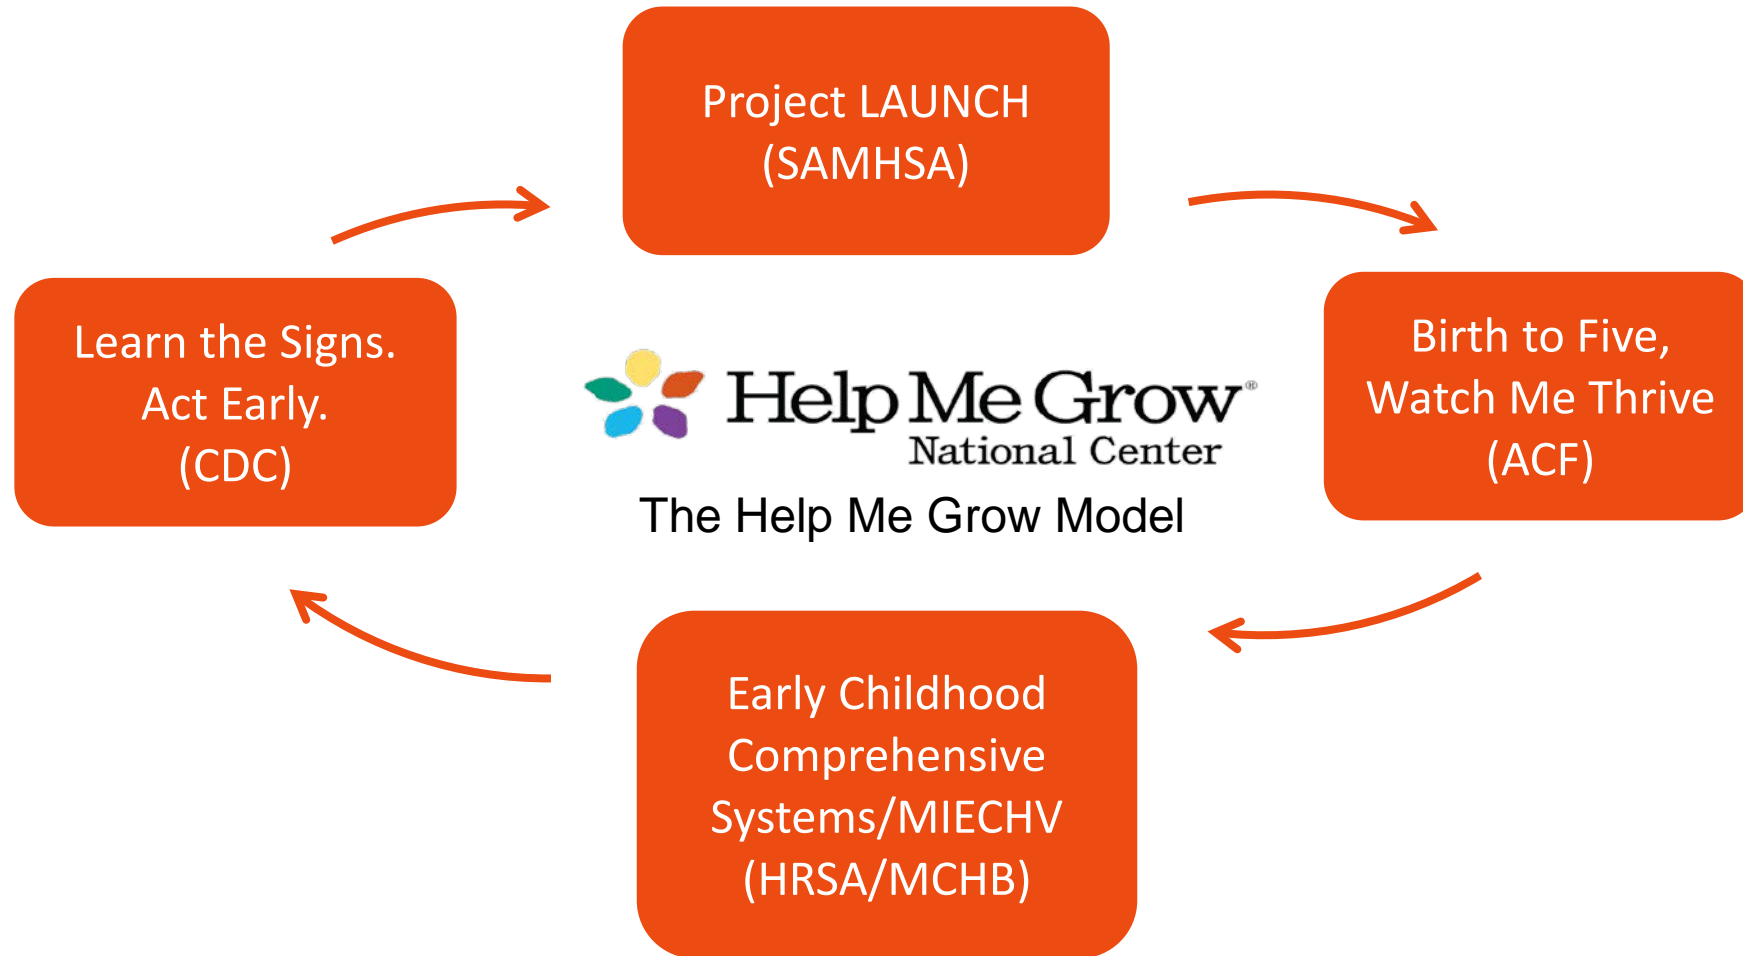 Project LAUNCH
(SAMHSA)
Learn the Signs.
Act Early.
(CDC)
Help Me Grow®
National Center
The Help Me Grow Model
Birth to Five,
Watch Me Thrive
(ACF)
Early Childhood
Comprehensive
Systems/MIECHV
(HRSA/MCHB)